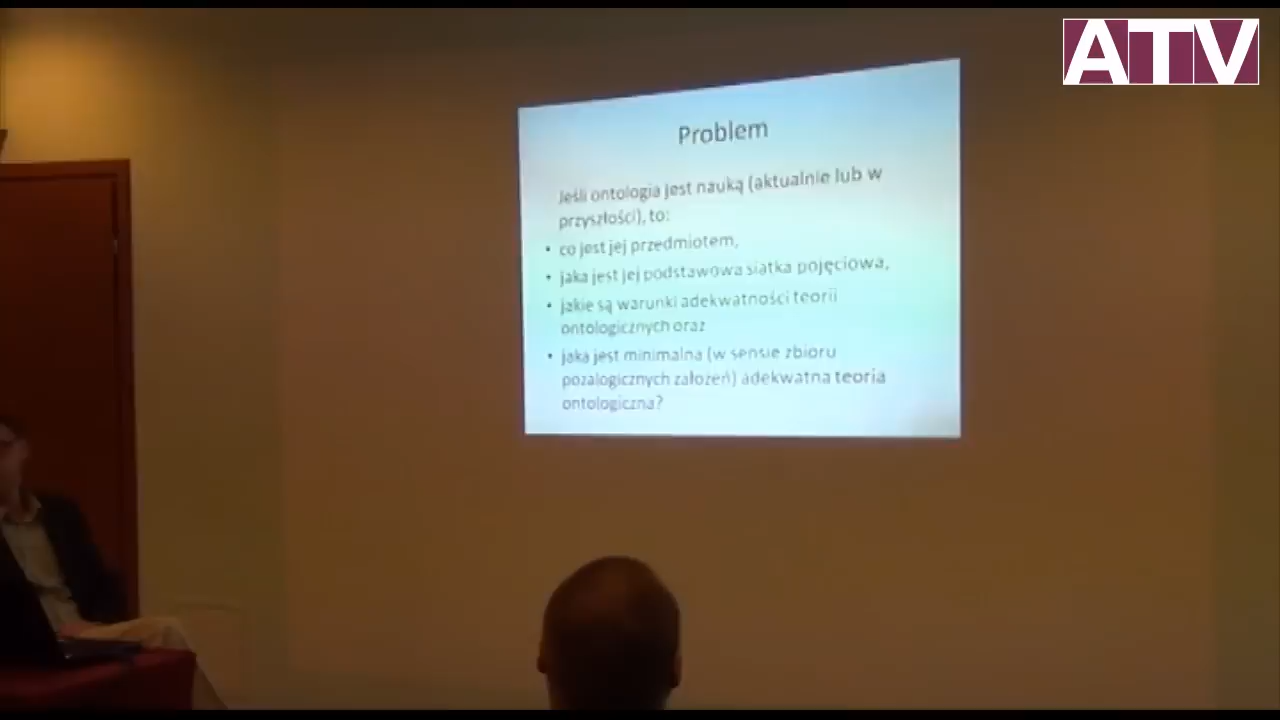 ATV
Problem
Jeśli ontologia jest nauką (aktualnie lub w
przyszłości), to:
• co jest jej przedmiotem,
• jaka jest jej podstawowa siatka pojęciowa,
• jakie są warunki adekwatności teorii
ontologicznych oraz
• jaka jest minimalna (w sensie zbioru
pozalogicznych założeń) adekwatna teoria
ontologiczna?